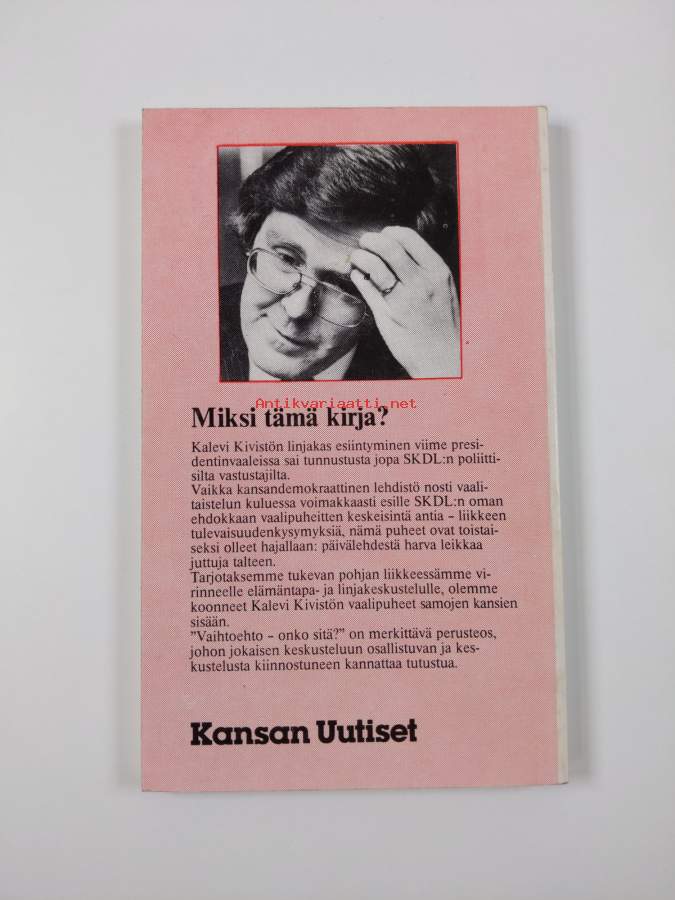 Antikvariaatti.net
Miksi tämä kirja?
Kalevi Kivistön linjakas esiintyminen viime presi-
dentinvaaleissa sai tunnustusta jopa SKDL:n poliitti-
silta vastustajilta.
Vaikka kansandemokraattinen lehdistö nosti vaali-
taistelun kuluessa voimakkaasti esille SKDL:n oman
ehdokkaan vaalipuheitten keskeisintä antia – liikkeen
tulevaisuudenkysymyksiä, nämä puheet ovat toistai-
seksi olleet hajallaan: päivälehdestä harva leikkaa
juttuja talteen.
Tarjotaksemme tukevan pohjan liikkeessämme vi-
rinneelle elämäntapa- ja linjakeskustelulle, olemme
koonneet Kalevi Kivistön vaalipuheet samojen kansien
sisään.
”Vaihtoehto – onko sitä?” on merkittävä perusteos,
johon jokaisen keskusteluun osallistuvan ja kes-
kustelusta kiinnostuneen kannattaa tutustua.
Kansan Uutiset